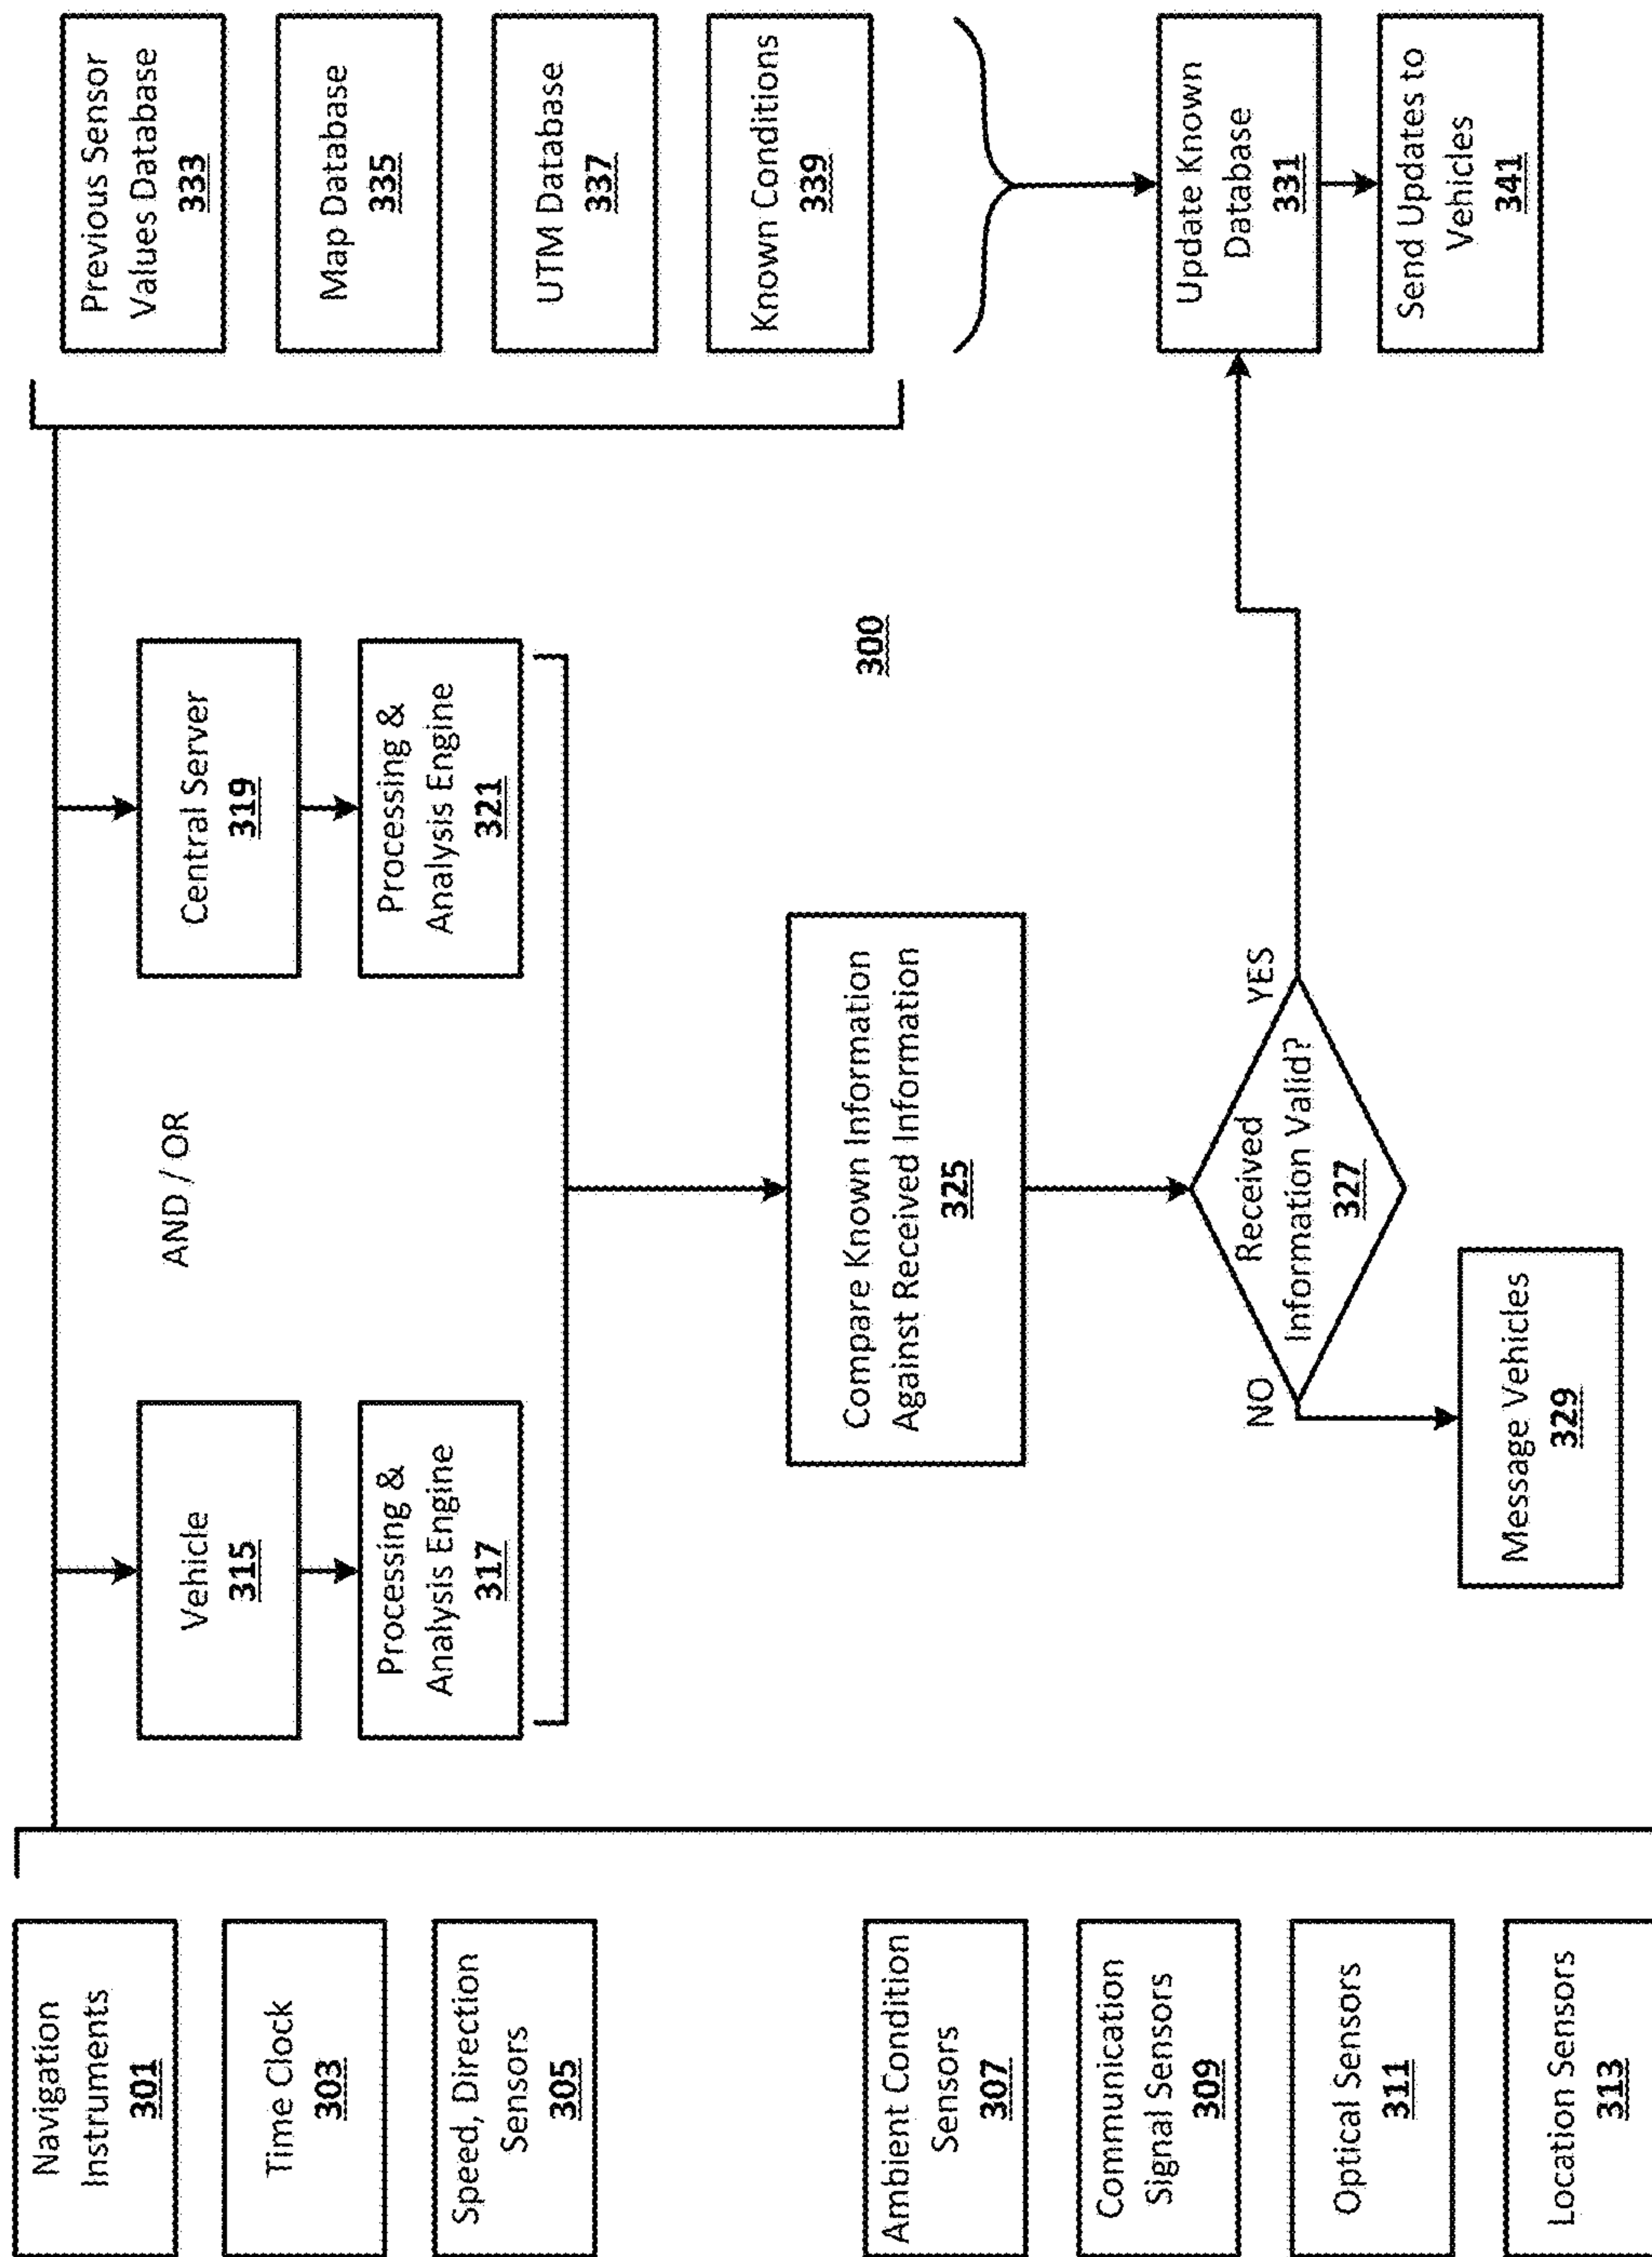 Navigation
Instruments
301
Time Clock
303
Speed, Direction
Sensors
305
Ambient Condition
Sensors
307
Communication
Signal Sensors
309
Optical Sensors
311
Location Sensors
313
Vehicle
315
Processing &
Analysis Engine
317
AND / OR
Central Server
319
Processing &
Analysis Engine
321
300
Compare Known Information
Against Received Information
325
NO
Received
Information Valid?
327
YES
Message Vehicles
329
Previous Sensor
Values Database
333
Map Database
335
UTM Database
337
Known Conditions
339
Update Known
Database
331
Send Updates to
Vehicles
341